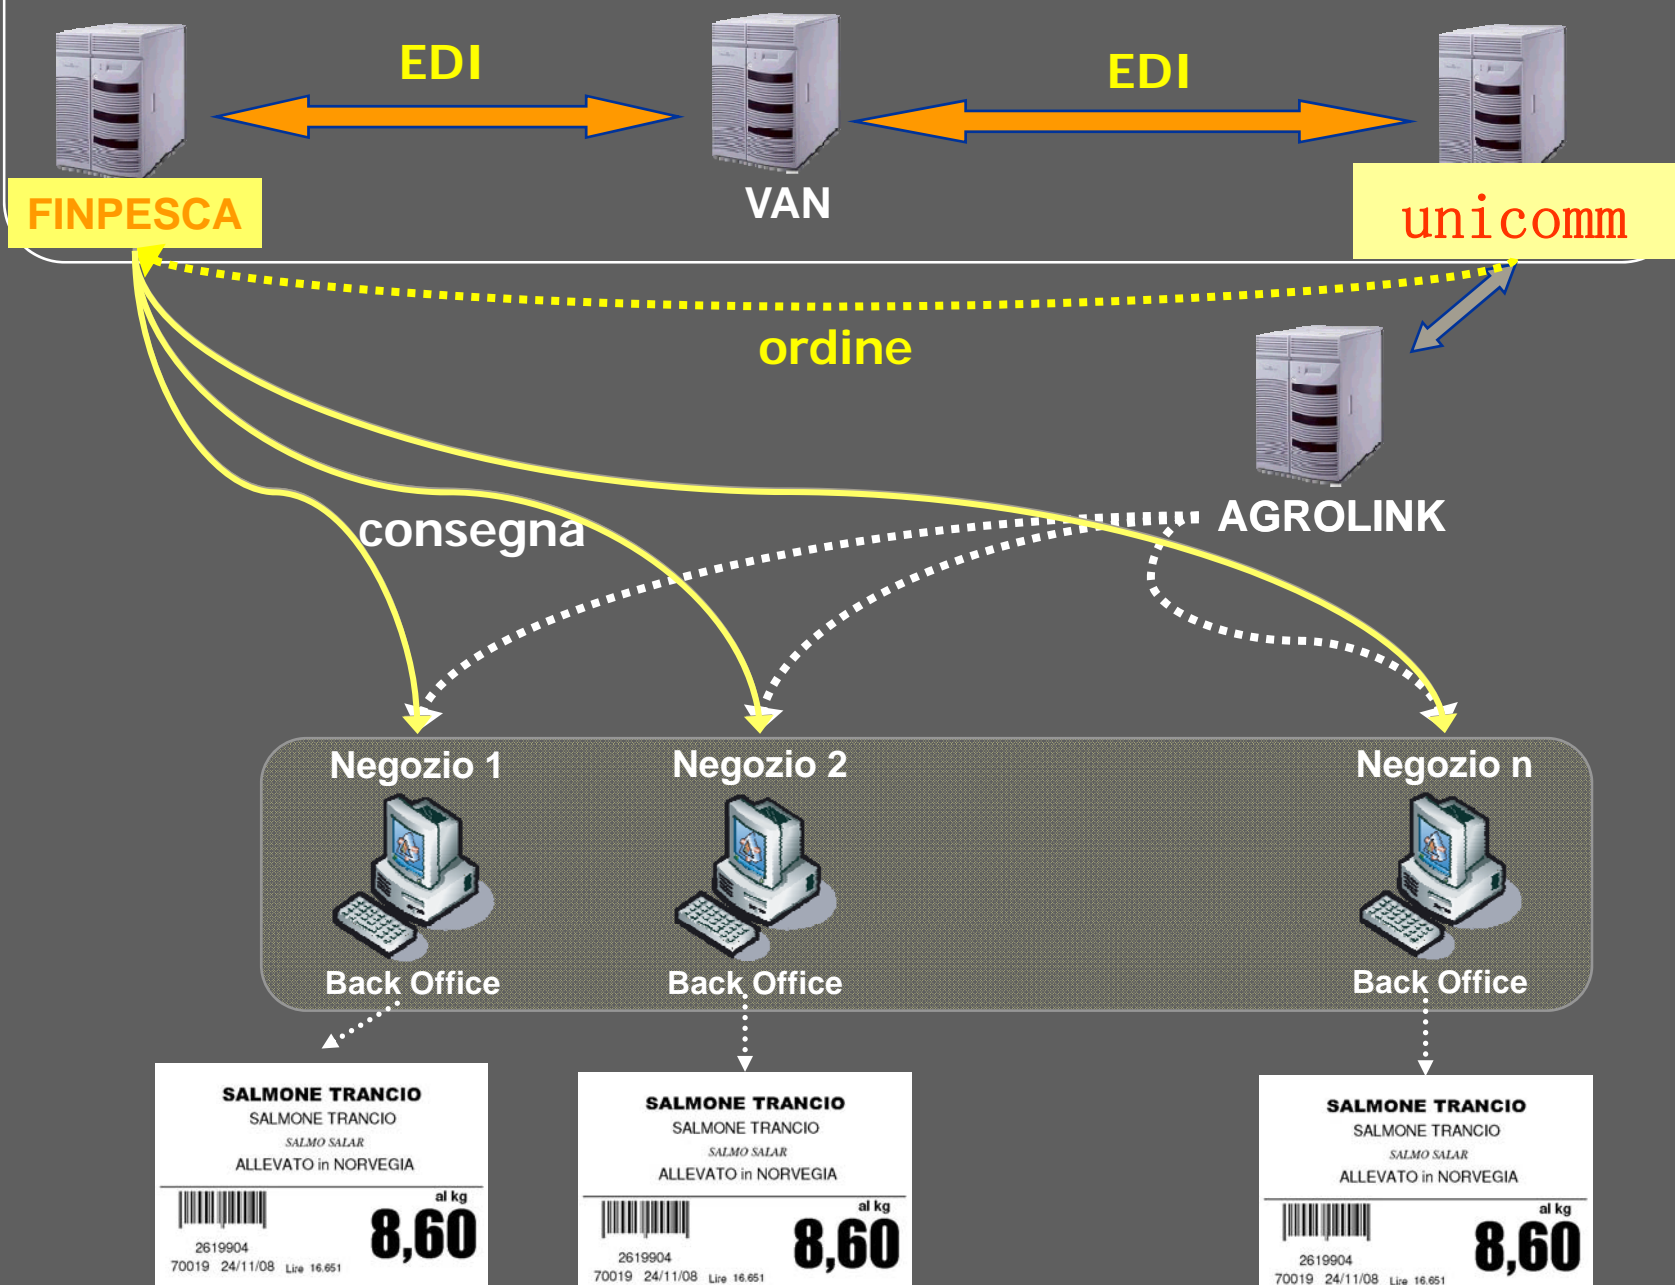 EDI
EDI
VAN
FINPESCA
unicomm
ordine
AGROLINK
consegna
Negozio 1
Negozio 2
Negozio n
Back Office
Back Office
Back Office
SALMONE TRANCIO
SALMONE TRANCIO
SALMO SALAR
ALLEVATO in NORVEGIA
al kg
8,60
2619904
70019 24/11/08 Lire 16.651
SALMONE TRANCIO
SALMONE TRANCIO
SALMO SALAR
ALLEVATO in NORVEGIA
al kg
8,60
2619904
70019 24/11/08 Lire 16.651
SALMONE TRANCIO
SALMONE TRANCIO
SALMO SALAR
ALLEVATO in NORVEGIA
al kg
8,60
2619904
70019 24/11/08 Lire 16.651